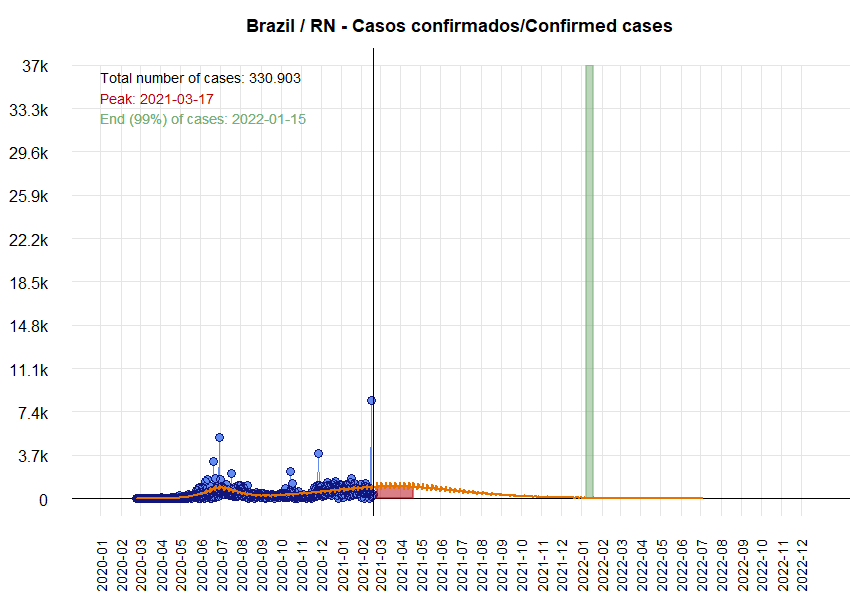 Brazil / RN - Casos confirmados/Confirmed cases
37k
Total number of cases: 330.903
Peak: 2021-03-17
End (99%) of cases: 2022-01-15
33.3k
29.6k
25.9k
22.2k
18.5k
14.8k
11.1k
7.4k
3.7k
0
2020-01
2020-02
2020-03
2020-04
2020-05
2020-06
2020-07
2020-08
2020-09
2020-10
2020-11
2020-12
2021-01
2021-02
2021-03
2021-04
2021-05
2021-06
2021-07
2021-08
2021-09
2021-10
2021-11
2021-12
2022-01
2022-02
2022-03
2022-04
2022-05
2022-06
2022-07
2022-08
2022-09
2022-10
2022-11
2022-12